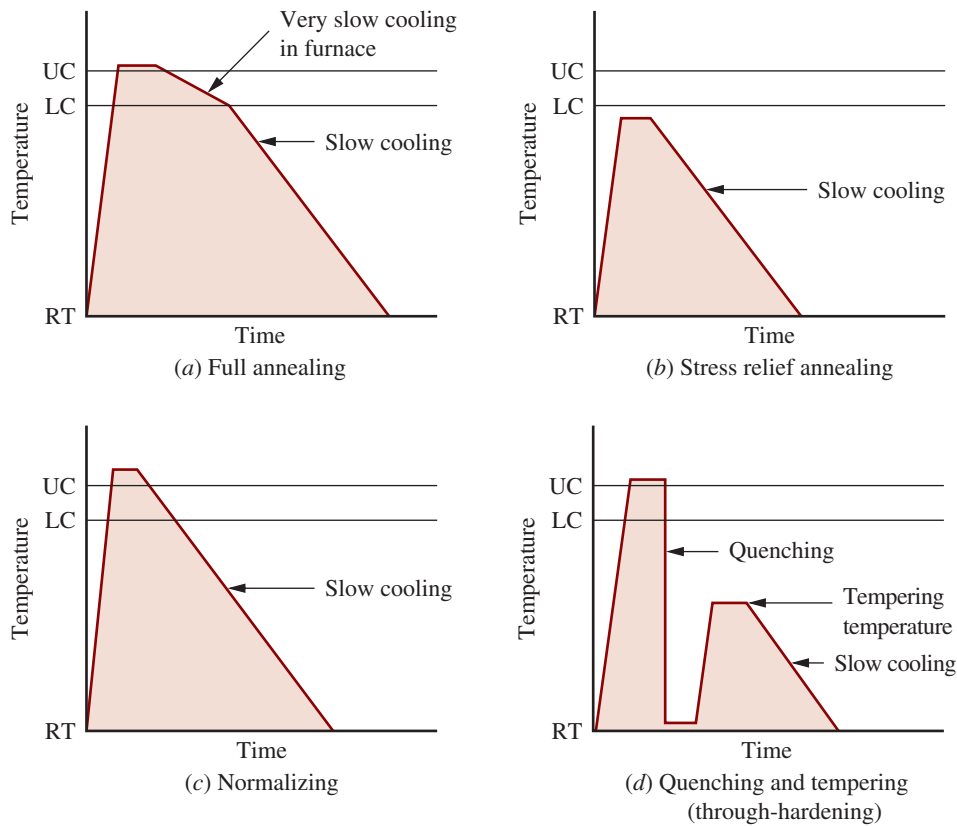 Very slow cooling
in furnace
UC
LC
Slow cooling
Temperature
RT
Time
(a) Full annealing
UC
LC
Slow cooling
Temperature
RT
Time
(b) Stress relief annealing
UC
LC
Slow cooling
Temperature
RT
Time
(c) Normalizing
UC
LC
Quenching
Tempering
temperature
Slow cooling
Temperature
RT
Time
(d) Quenching and tempering
(through-hardening)